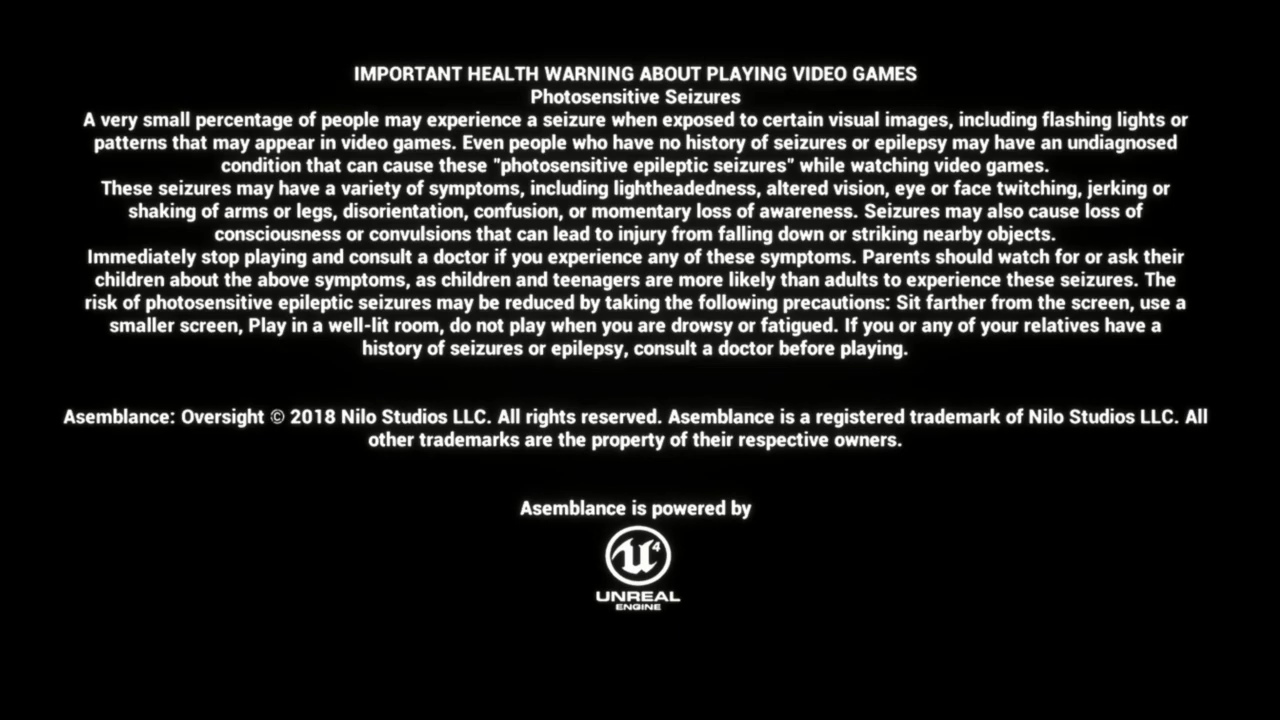 IMPORTANT HEALTH WARNING ABOUT PLAYING VIDEO GAMES
Photosensitive Seizures
A very small percentage of people may experience a seizure when exposed to certain visual images, including flashing lights or
patterns that may appear in video games. Even people who have no history of seizures or epilepsy may have an undiagnosed
condition that can cause these "photosensitive epileptic seizures" while watching video games.
These seizures may have a variety of symptoms, including lightheadedness, altered vision, eye or face twitching, jerking or
shaking of arms or legs, disorientation, confusion, or momentary loss of awareness. Seizures may also cause loss of
consciousness or convulsions that can lead to injury from falling down or striking nearby objects.
Immediately stop playing and consult a doctor if you experience any of these symptoms. Parents should watch for or ask their
children about the above symptoms, as children and teenagers are more likely than adults to experience these seizures. The
risk of photosensitive epileptic seizures may be reduced by taking the following precautions: Sit farther from the screen, use a
smaller screen, Play in a well-lit room, do not play when you are drowsy or fatigued. If you or any of your relatives have a
history of seizures or epilepsy, consult a doctor before playing.
Asemblance: Oversight © 2018 Nilo Studios LLC. All rights reserved. Asemblance is a registered trademark of Nilo Studios LLC. All
other trademarks are the property of their respective owners.
Asemblance is powered by
U4
UNREAL
ENGINE